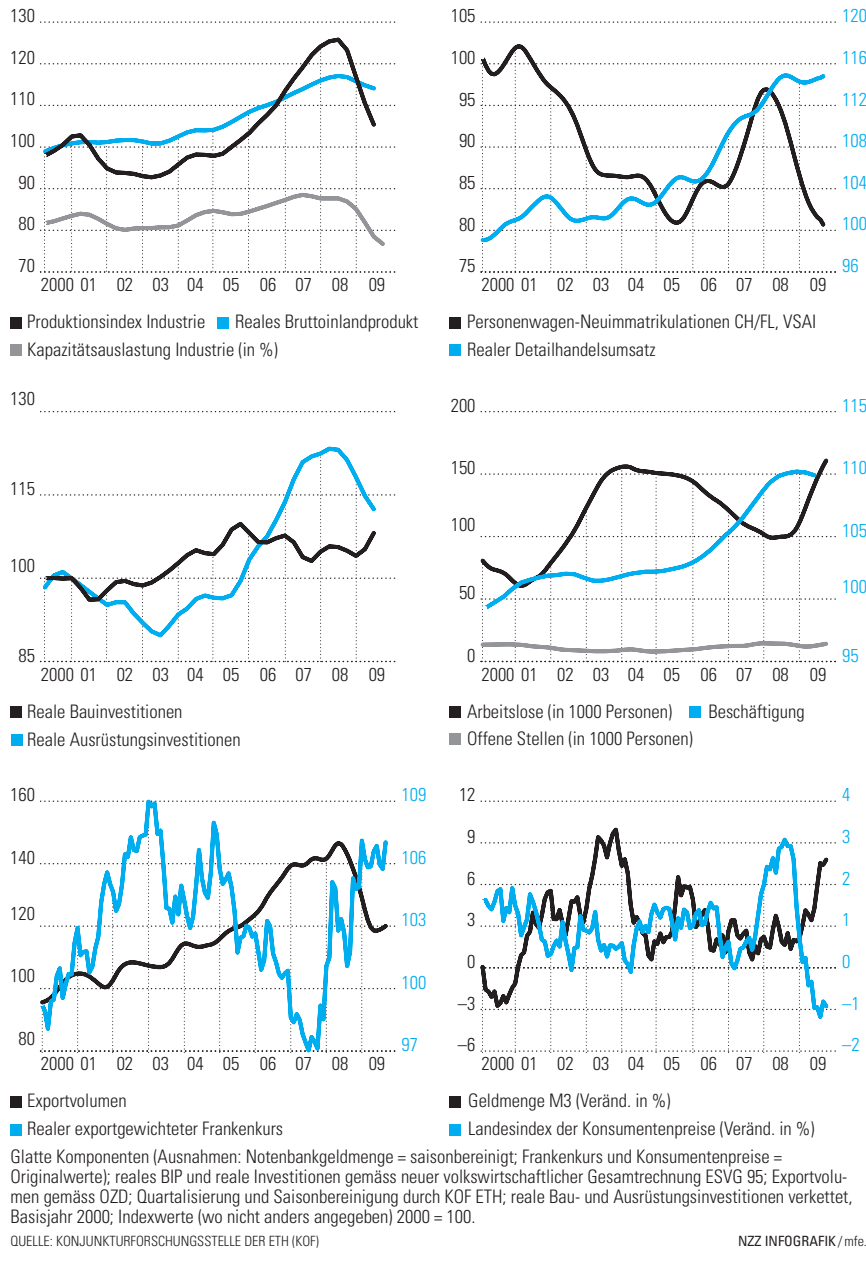 130
120
110
100
90
80
70
2000 01 02 03 04 05 06 07 08 09
Produktionsindex Industrie Reales Bruttoinlandprodukt
Kapazitätsauslastung Industrie (in %)
105 120
100 116
95 112
90 108
85 104
80 100
75 96
2000 01 02 03 04 05 06 07 08 09
Personenwagen-Neuimmatrikulationen CH/FL, VSAI
Realer Detailhandelsumsatz
130
115
100
85
2000 01 02 03 04 05 06 07 08 09
Reale Bauinvestitionen
Reale Ausrüstungsinvestitionen
200 115
150 110
100 105
50 100
0 95
2000 01 02 03 04 05 06 07 08 09
Arbeitslose (in 1000 Personen) Beschäftigung
Offene Stellen (in 1000 Personen)
160 109
140 106
120 103
100 100
80 97
2000 01 02 03 04 05 06 07 08 09
Exportvolumen
Realer exportgewichteter Frankenkurs
12 4
9 3
6 2
3 1
0 0
–3 –1
–6 –2
2000 01 02 03 04 05 06 07 08 09
Geldmenge M3 (Veränd. in %)
Landesindex der Konsumentenpreise (Veränd. in %)
Glatte Komponenten (Ausnahmen: Notenbankgeldmenge = saisonbereinigt; Frankenkurs und Konsumentenpreise =
Originalwerte); reales BIP und reale Investitionen gemäss neuer volkswirtschaftlicher Gesamtrechnung ESVG 95; Exportvolu-
men gemäss OZD; Quartalisierung und Saisonbereinigung durch KOF ETH; reale Bau- und Ausrüstungsinvestitionen verkettet,
Basisjahr 2000; Indexwerte (wo nicht anders angegeben) 2000 = 100.
QUELLE: KONJUNKTURFORSCHUNGSSTELLE DER ETH (KOF) NZZ INFOGRAFIK / mfe.